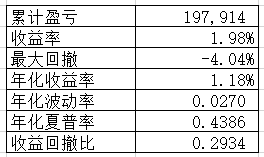 累计盈亏 197,914
收益率 1.98%
最大回撤 -4.04%
年化收益率 1.18%
年化波动率 0.0270
年化夏普率 0.4386
收益回撤比 0.2934